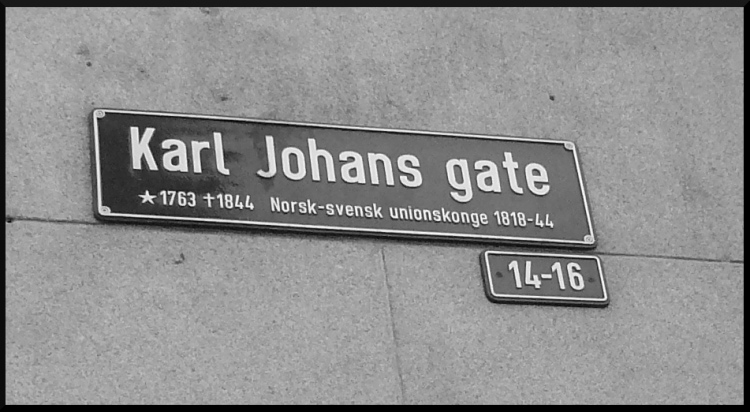 Karl Johans gate
★1763 †1844 Norsk-svensk unionskonge 1818-44
14-16